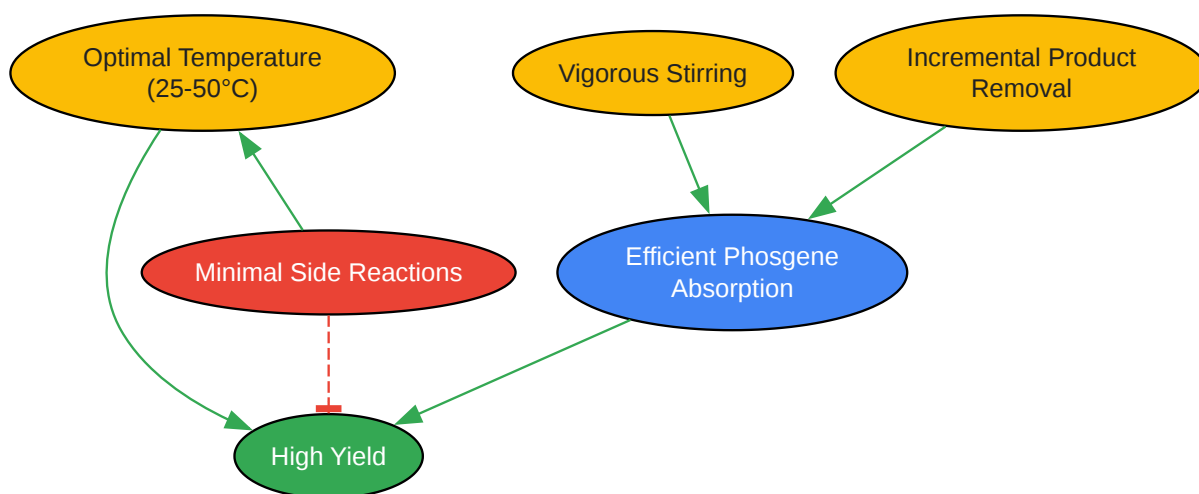 Optimal Temperature
(25-50°C)
Vigorous Stirring
Incremental Product
Removal
Minimal Side Reactions
Efficient Phosgene
Absorption
High Yield